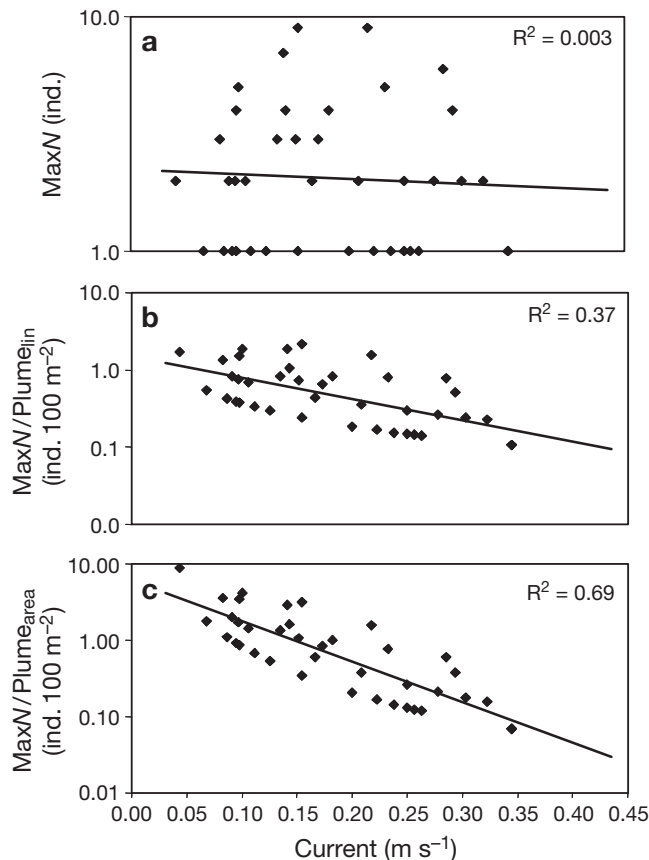 10.0
a
R² = 0.003
MaxN (ind.)
1.0
10.0
b
R² = 0.37
1.0
MaxN/Plumelin
(ind. 100 m⁻²)
0.1
0.0
10.00
c
R² = 0.69
1.00
MaxN/Plumearea
(ind. 100 m⁻²)
0.10
0.01
0.00 0.05 0.10 0.15 0.20 0.25 0.30 0.35 0.40 0.45
Current (m s⁻¹)